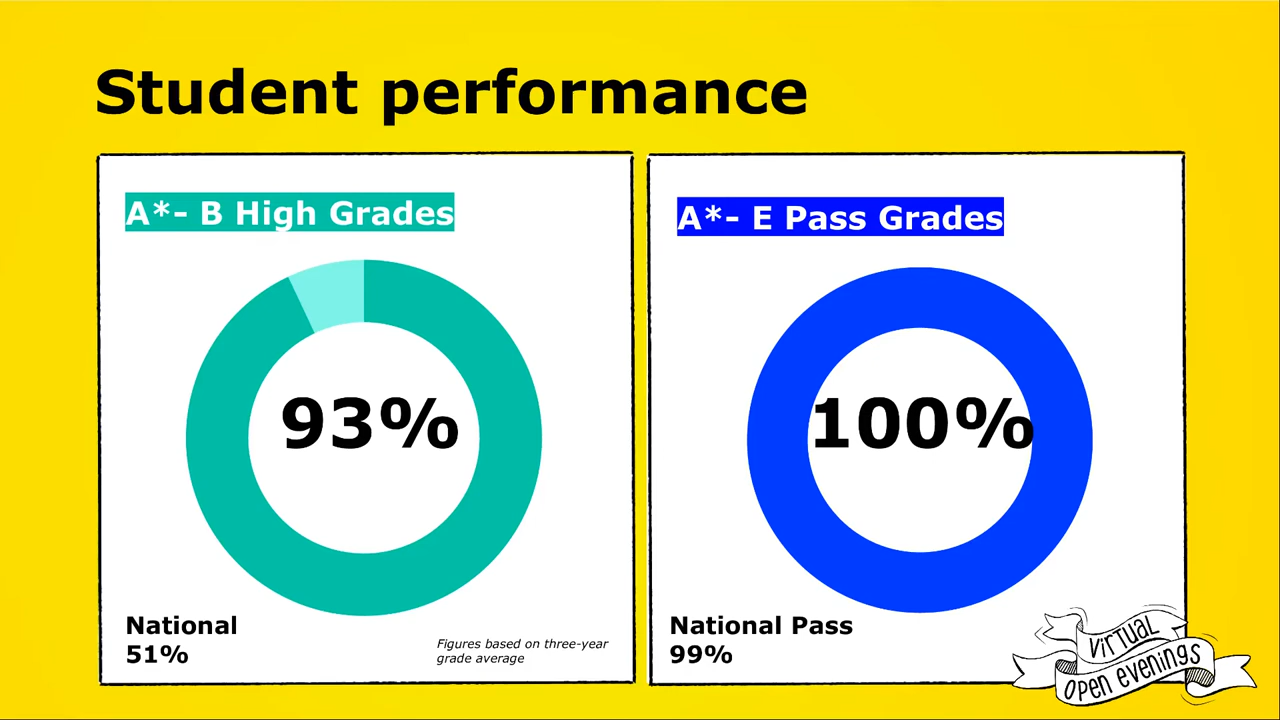 Student performance
A*- B High Grades
93%
National
51%
Figures based on three-year
grade average
A*- E Pass Grades
100%
National Pass
99%
VIRTUAL
OPEN EVENINGS